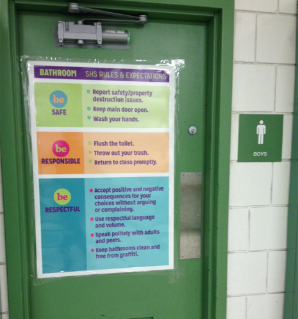 BATHROOM SHS RULES & EXPECTATIONS
be
SAFE
Report safety/property
destructive issues.
Keep main door open.
Wash your hands.
be
RESPONSIBLE
Flush the toilet.
Throw out your trash.
Return to class promptly.
be
RESPECTFUL
Accept positive and negative
consequences for your
choices without arguing
or complaining.
Use respectful language
and volume.
Speak politely with adults
and peers.
Keep bathrooms clean and
free from graffiti.
BOYS